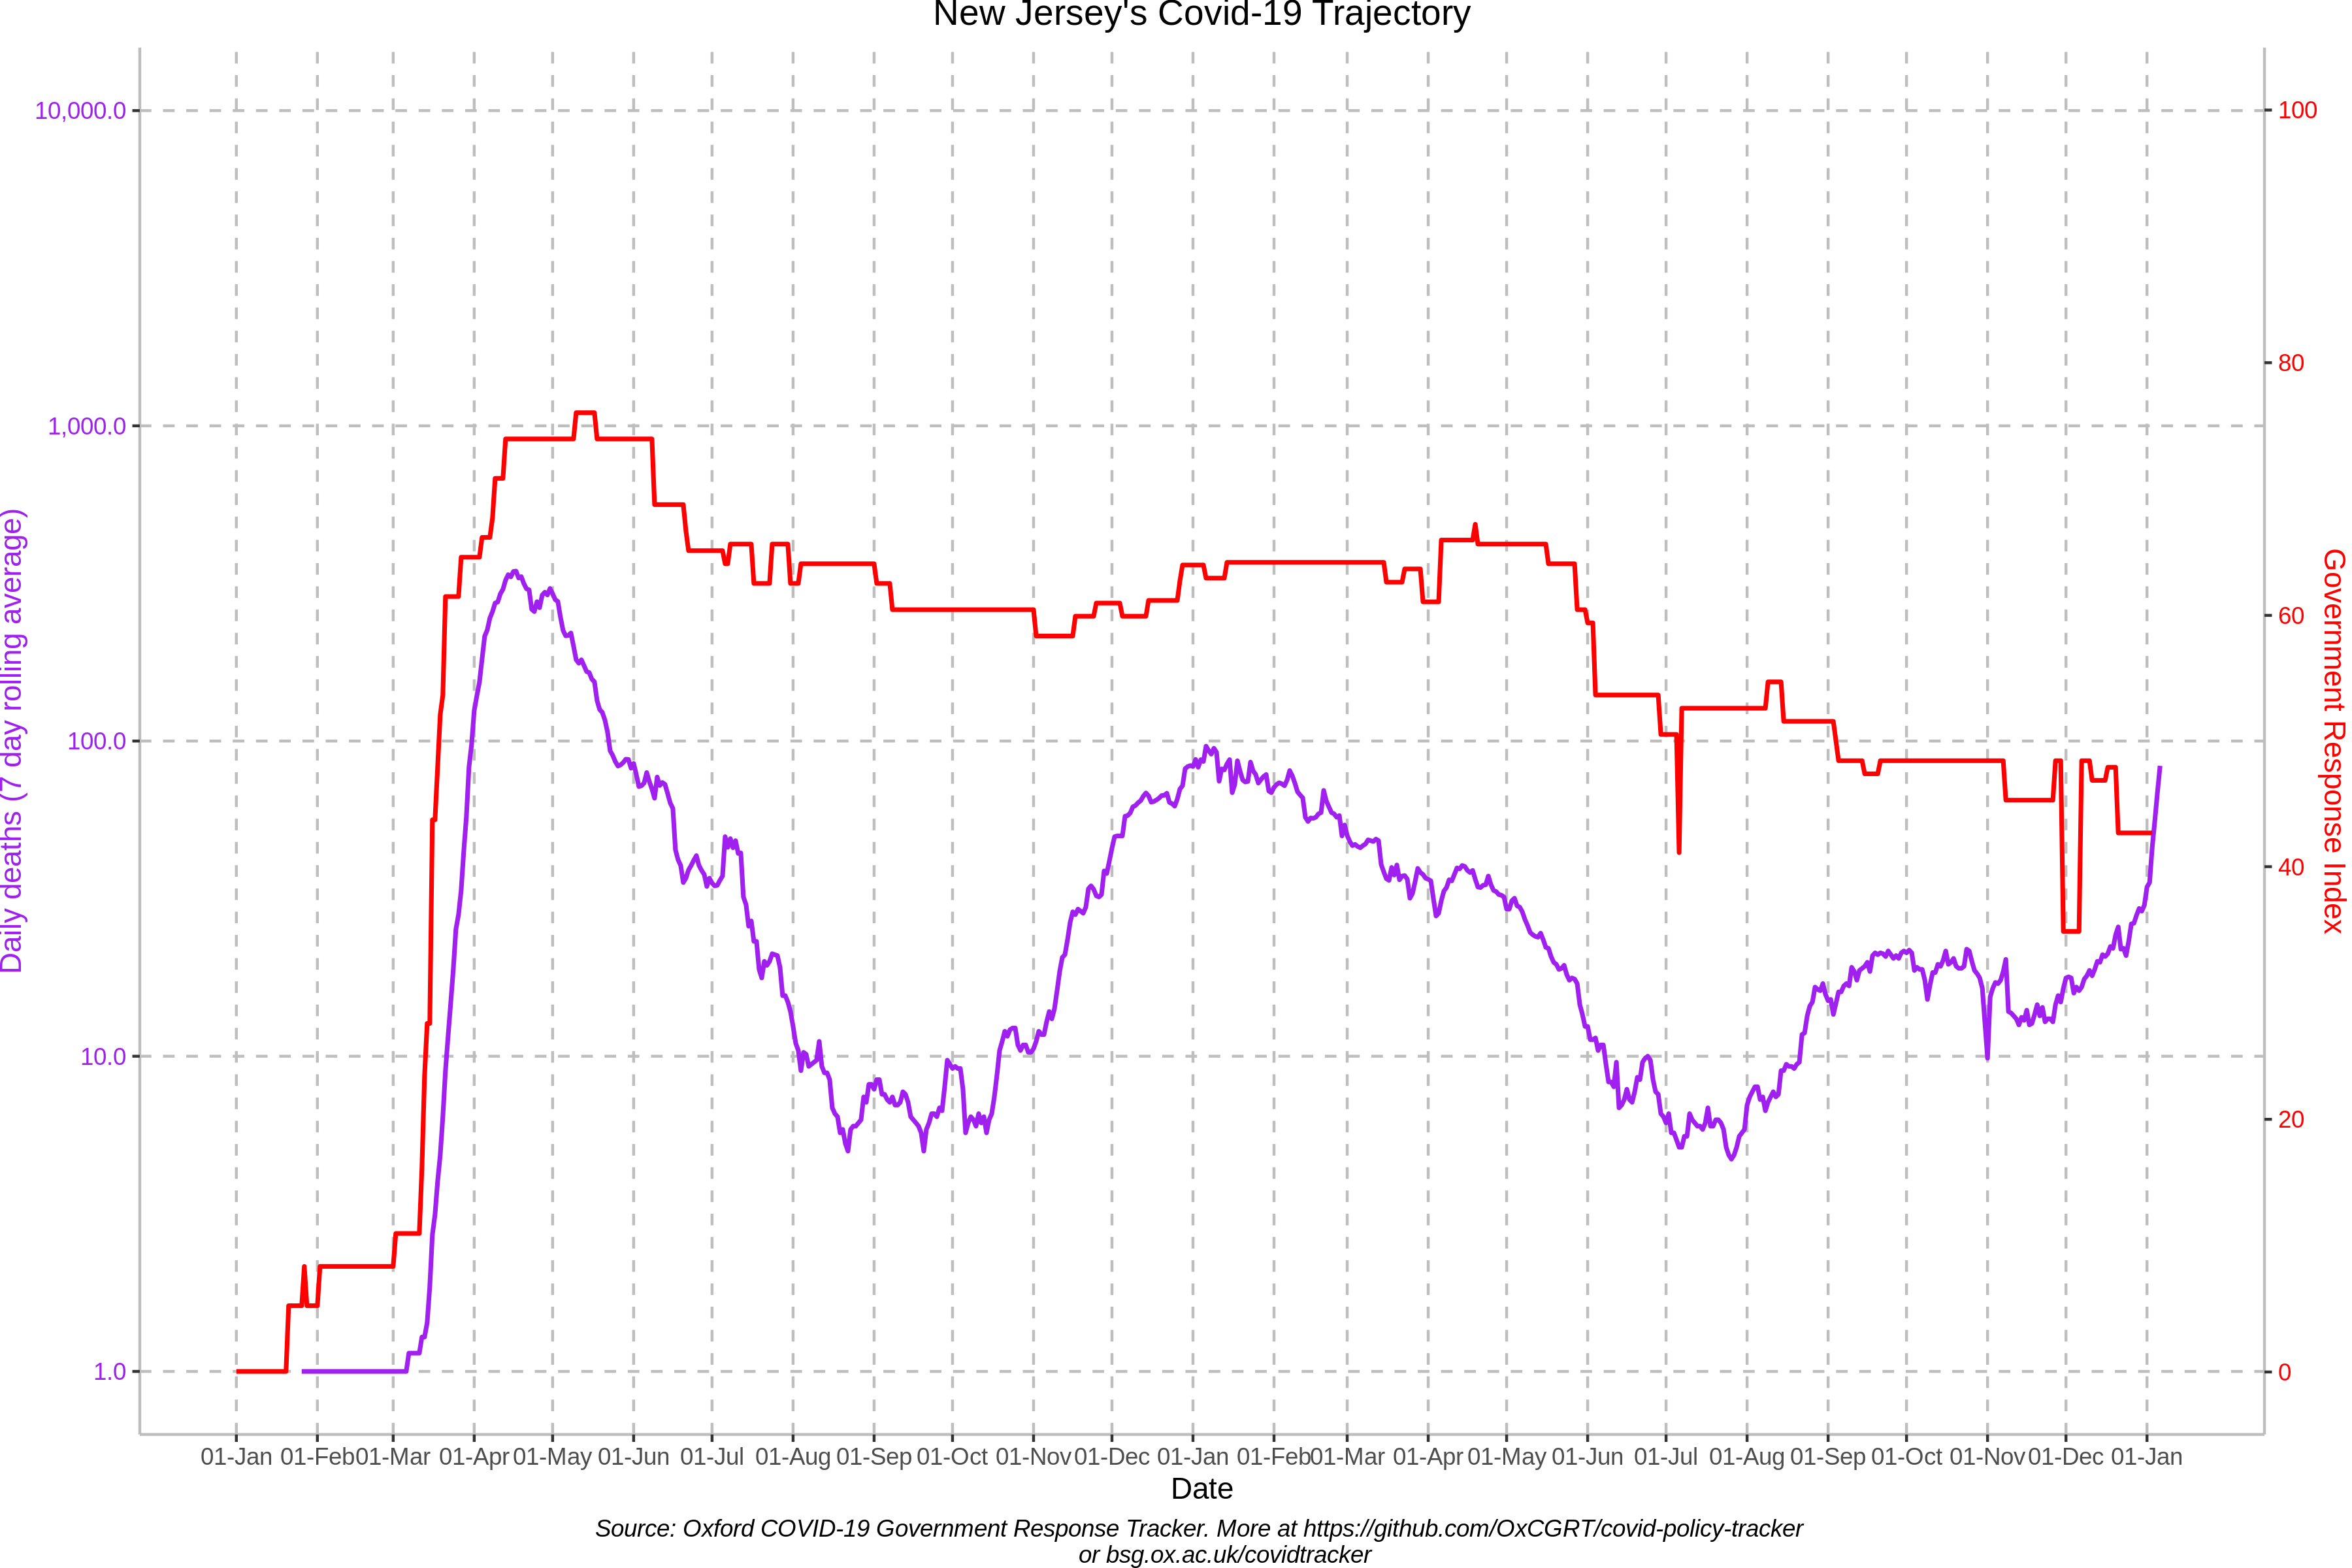 New Jersey's Covid-19 Trajectory
Daily deaths (7 day rolling average)
10,000.0
1,000.0
100.0
10.0
1.0
100
80
60
40
20
0
Government Response Index
01-Jan 01-Feb 01-Mar 01-Apr 01-May 01-Jun 01-Jul 01-Aug 01-Sep 01-Oct 01-Nov 01-Dec 01-Jan 01-Feb 01-Mar 01-Apr 01-May 01-Jun 01-Jul 01-Aug 01-Sep 01-Oct 01-Nov 01-Dec 01-Jan
Date
Source: Oxford COVID-19 Government Response Tracker. More at https://github.com/OxCGRT/covid-policy-tracker
or bsg.ox.ac.uk/covidtracker